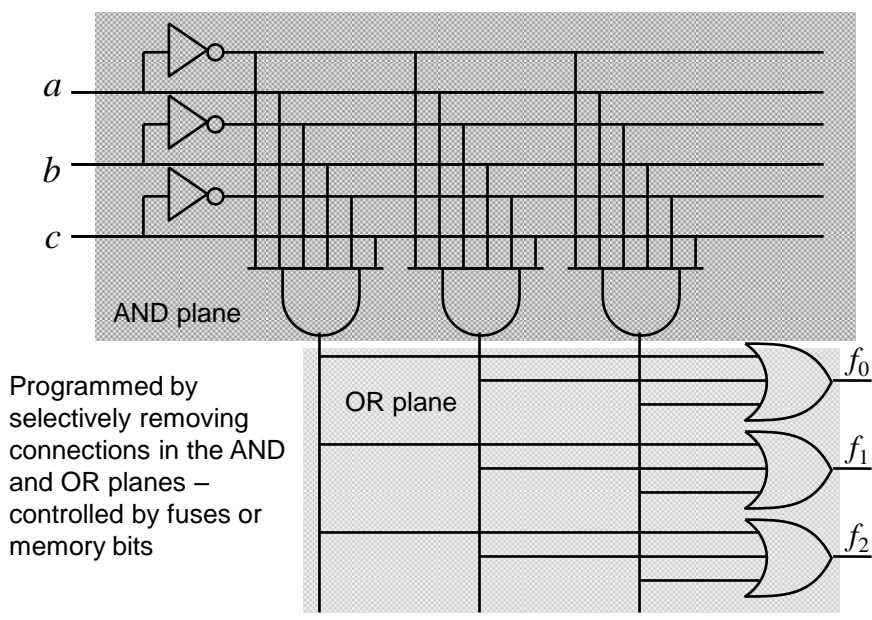 a
b
c
AND plane
Programmed by
selectively removing
connections in the AND
and OR planes –
controlled by fuses or
memory bits
OR plane
f0
f1
f2